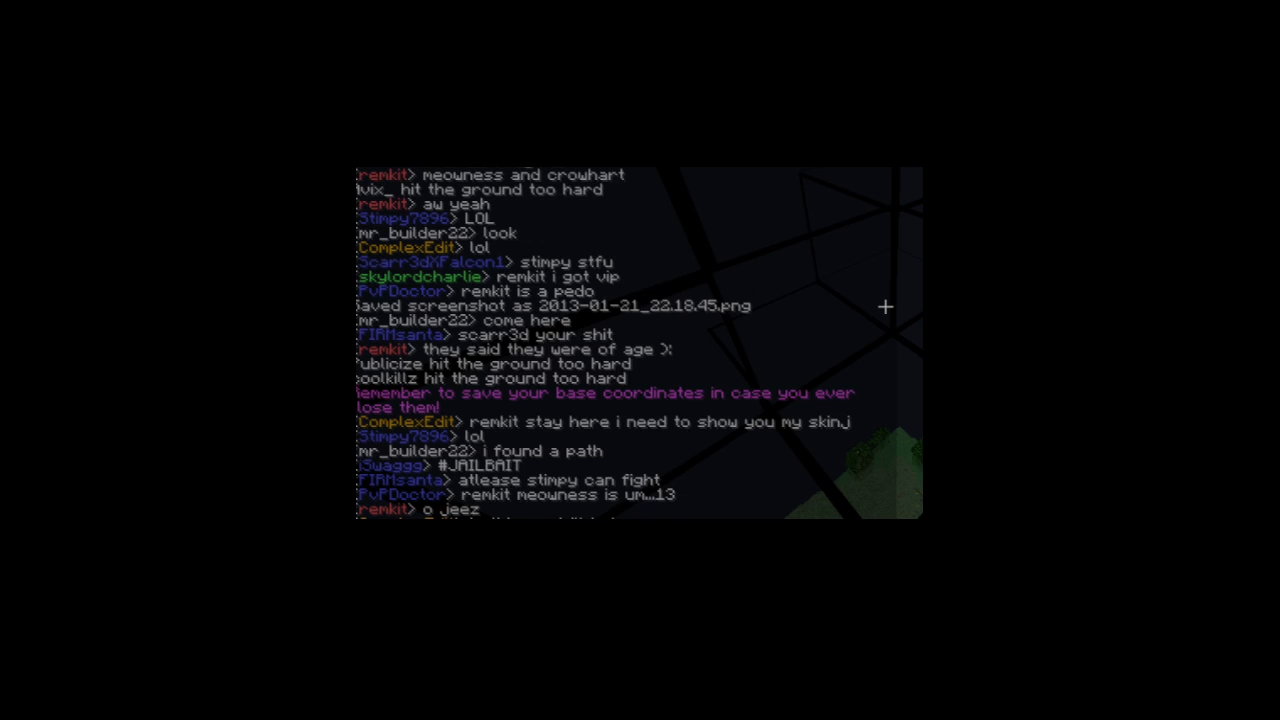 remkit> meowness and crowhart
vix_ hit the ground too hard
remkit> aw yeah
Stimpy7896> LOL
mr_builder22> look
ComplexEdit> lol
Scarr3dXFalcon1> stimpy stfu
skylordcharlie> remkit i got vip
PvPDoctor> remkit is a pedo
Saved screenshot as 2013-01-21_22.18.45.png
mr_builder22> come here
FIRMsanta> scarr3d your shit
remkit> they said they were of age ):
Publicize hit the ground too hard
coolkillz hit the ground too hard
Remember to save your base coordinates in case you ever
lose them!
ComplexEdit> remkit stay here i need to show you my skin.j
Stimpy7896> lol
mr_builder22> i found a path
iSwaggg> #JAILBAIT
FIRMsanta> atlease stimpy can fight
PvPDoctor> remkit meowness is um...13
remkit> o jeez